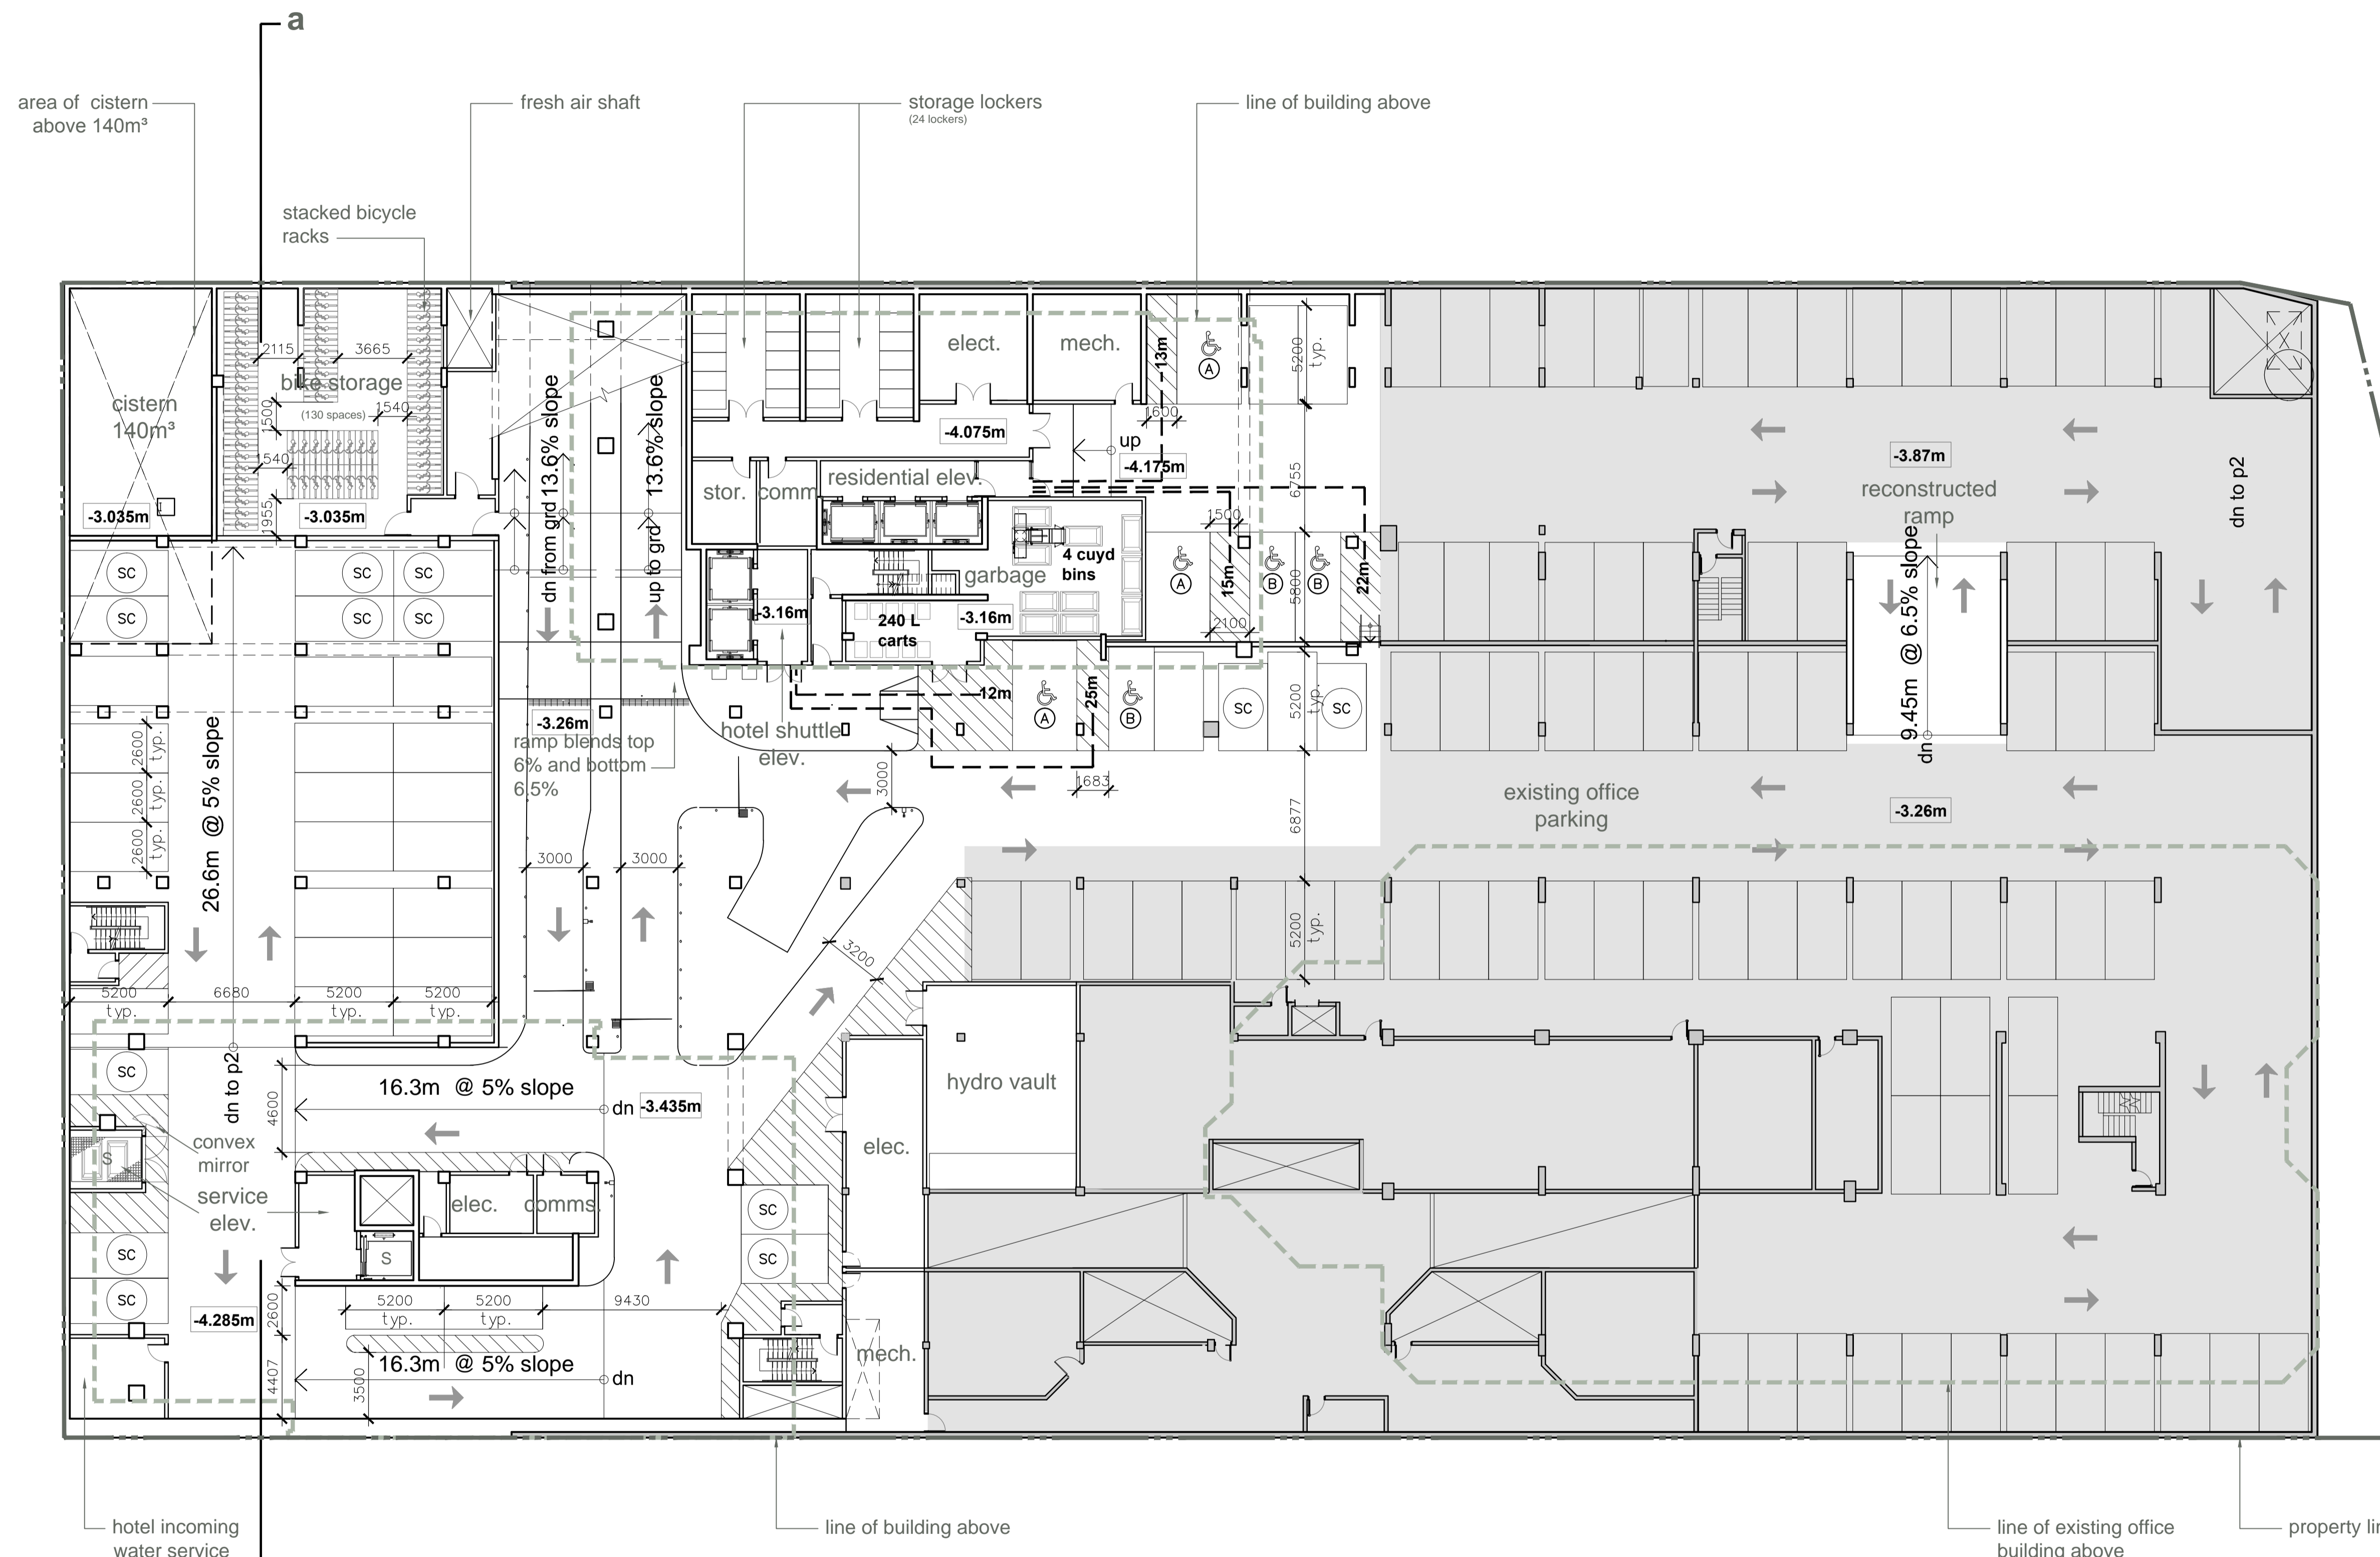 a
area of cistern
above 140m³
fresh air shaft
storage lockers
(24 lockers)
line of building above
stacked bicycle
racks
2115
3665
bike storage
(130 spaces)
1540
1500
1540
1955
cistern
140m³
-3.035m
-3.035m
dn from grd 13.6% slope
up to grd 13.6% slope
elect.
mech.
13m
A
5200
typ.
1600
-4.075m
up
-4.175m
6755
stor.
comm
residential elev.
1500
4 cuyd
bins
garbage
A
15m
B
B
5800
22m
2100
-3.16m
240 L
carts
-3.16m
SC
SC
SC
SC
SC
SC
-3.87m
reconstructed
ramp
dn to p2
9.45m @ 6.5% slope
dn
-3.26m
ramp blends top
6% and bottom
6.5%
hotel shuttle
elev.
12m
A
25m
B
SC
5200
typ.
SC
3000
1683
6877
existing office
parking
-3.26m
2600
typ.
2600
typ.
2600
typ.
26.6m @ 5% slope
3000
3000
3200
5200
typ.
5200
typ.
6680
5200
typ.
5200
typ.
SC
dn to p2
4600
16.3m @ 5% slope
dn
-3.435m
hydro vault
elec.
convex
mirror
S
service
elev.
elec.
comms.
S
SC
SC
SC
SC
-4.285m
2600
5200
typ.
5200
typ.
9430
4407
3500
16.3m @ 5% slope
dn
mech.
hotel incoming
water service
line of building above
line of existing office
building above
property lin